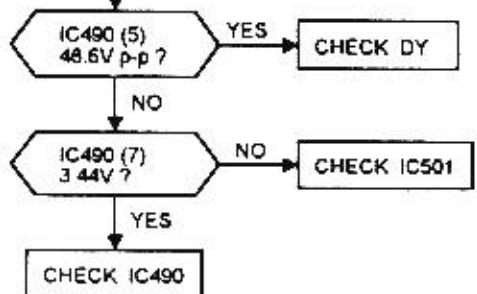 IC490 (5)
48.6V p-p ?
YES
CHECK DY
NO
IC490 (7)
3.44V ?
NO
CHECK IC501
YES
CHECK IC490